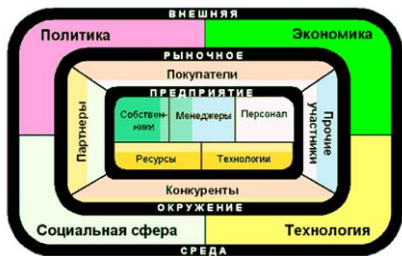 ВНЕШНЯЯ
Политика
Экономика
РЫНОЧНОЕ
Покупатели
ПРЕДПРИЯТИЕ
Партнеры
Собствен-
ники
Менеджеры
Персонал
Прочие
участники
Ресурсы
Технологии
Конкуренты
ОКРУЖЕНИЕ
Социальная сфера
Технология
СРЕДА